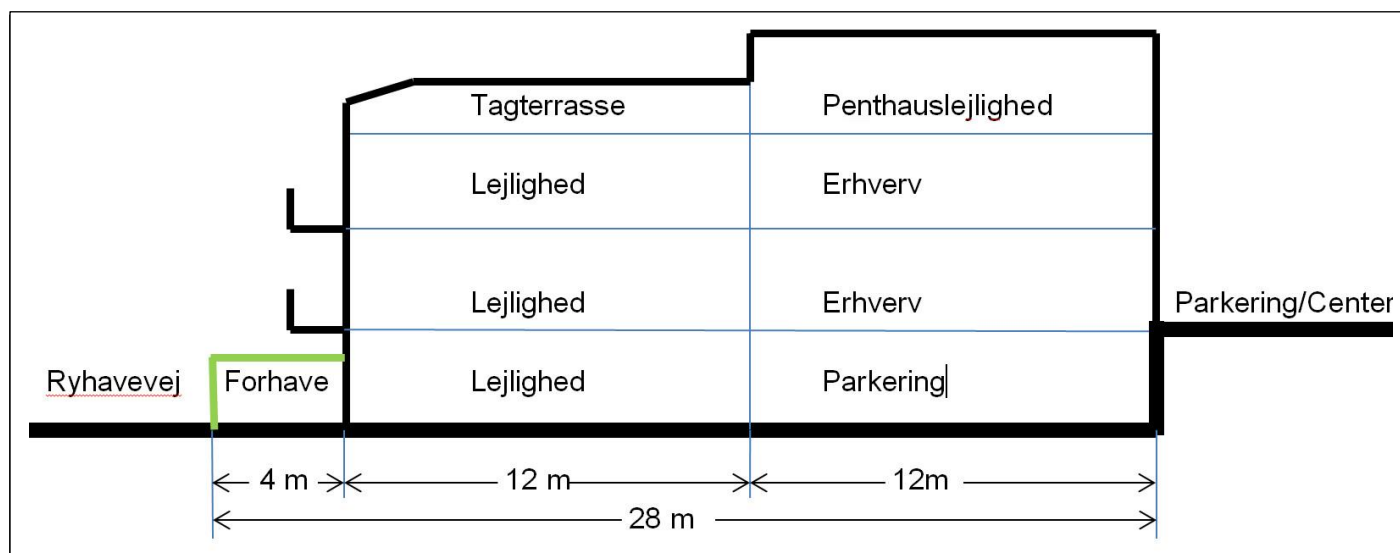 Tagterrasse Penthauslejlighed
Lejlighed Erhverv
Lejlighed Erhverv Parkering/Center
Ryhavevej Forhave Lejlighed Parkering
4 m 12 m 12m
28 m